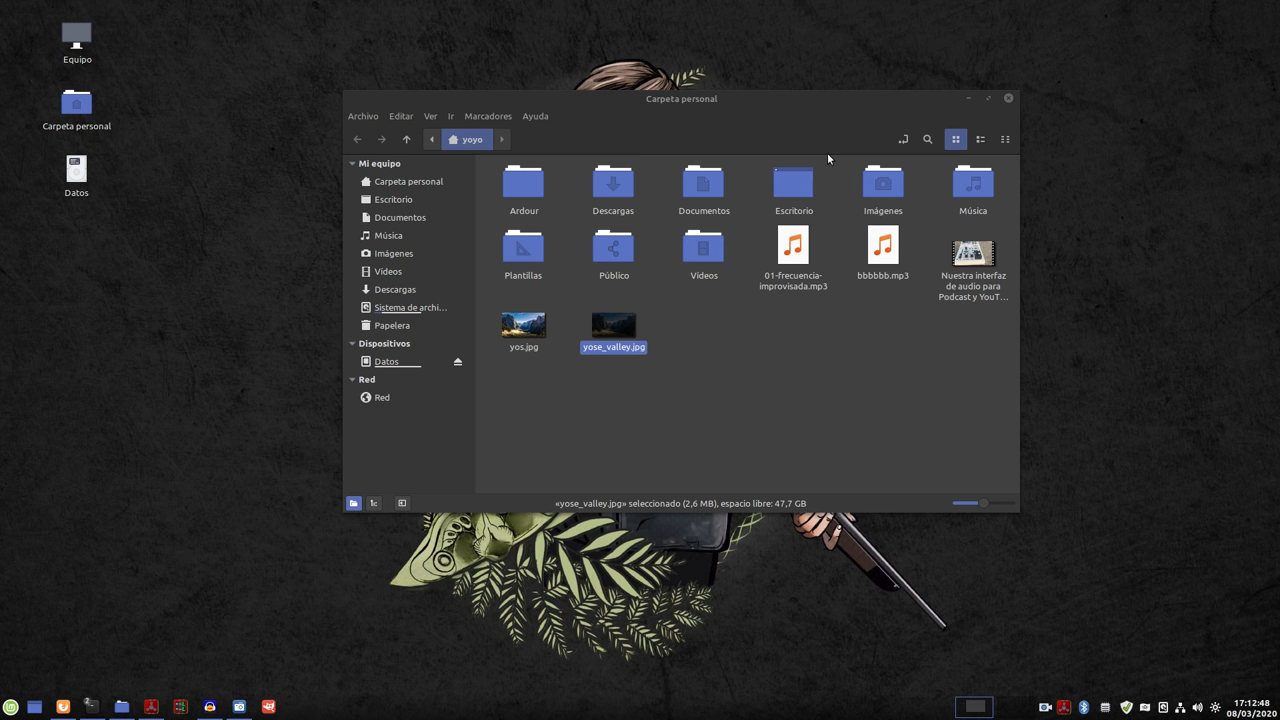 Equipo
Carpeta personal
Datos
Carpeta personal
Archivo Editar Ver Ir Marcadores Ayuda
yoyo
Mi equipo
Carpeta personal
Escritorio
Documentos
Música
Imágenes
Vídeos
Descargas
Sistema de archi...
Papelera
Dispositivos
Datos
Red
Red
Ardour Descargas Documentos Escritorio Imágenes Música
Plantillas Público Vídeos 01-frecuencia-improvisada.mp3 bbbbbb.mp3 Nuestra interfaz de audio para Podcast y YouT...
yos.jpg yose_valley.jpg
«yose_valley.jpg» seleccionado (2,6 MB), espacio libre: 47,7 GB
2
17:12:48
08/03/2020